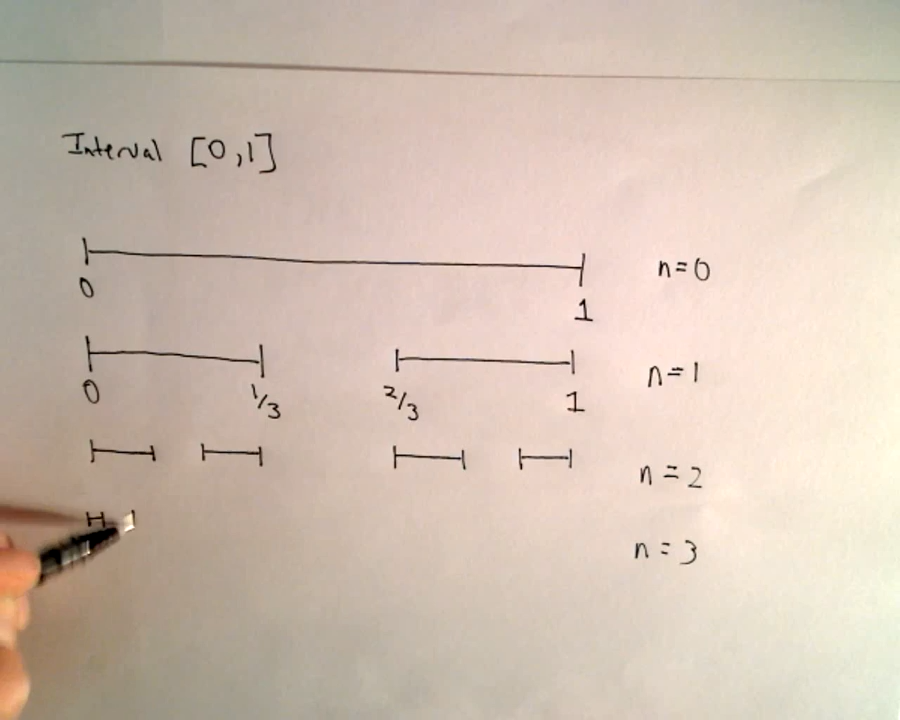 Interval [0,1]
n=0
0 1
n=1
0 1/3 2/3 1
n=2
n=3